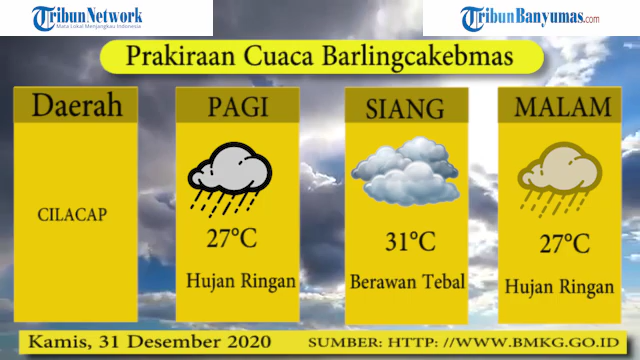 TribunNetwork
Mata Lokal Menjangkau Indonesia
TribunBanyumas.com
Prakiraan Cuaca Barlingcakebmas
Daerah
PAGI
SIANG
MALAM
CILACAP
27°C
31°C
27°C
Hujan Ringan
Berawan Tebal
Hujan Ringan
Kamis, 31 Desember 2020
SUMBER: HTTP: //WWW.BMKG.GO.ID